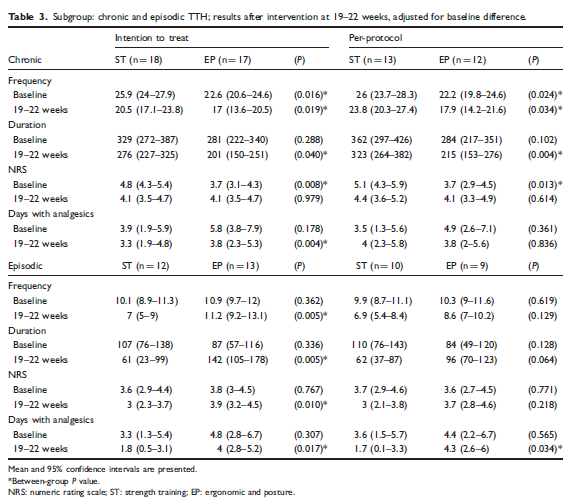 Table 3. Subgroup: chronic and episodic TTH; results after intervention at 19–22 weeks, adjusted for baseline difference.
Intention to treat Per-protocol
Chronic ST (n = 18) EP (n = 17) (P) ST (n = 13) EP (n = 12) (P)
Frequency
Baseline 25.9 (24–27.9) 22.6 (20.6–24.6) (0.016)* 26 (23.7–28.3) 22.2 (19.8–24.6) (0.024)*
19–22 weeks 20.5 (17.1–23.8) 17 (13.6–20.5) (0.019)* 23.8 (20.3–27.4) 17.9 (14.2–21.6) (0.034)*
Duration
Baseline 329 (272–387) 281 (222–340) (0.288) 362 (297–426) 284 (217–351) (0.102)
19–22 weeks 276 (227–325) 201 (150–251) (0.040)* 323 (264–382) 215 (153–276) (0.004)*
NRS
Baseline 4.8 (4.3–5.4) 3.7 (3.1–4.3) (0.008)* 5.1 (4.3–5.9) 3.7 (2.9–4.5) (0.013)*
19–22 weeks 4.1 (3.5–4.7) 4.1 (3.5–4.7) (0.979) 4.4 (3.6–5.2) 4.1 (3.3–4.9) (0.614)
Days with analgesics
Baseline 3.9 (1.9–5.9) 5.8 (3.8–7.9) (0.178) 3.5 (1.3–5.6) 4.9 (2.6–7.1) (0.361)
19–22 weeks 3.3 (1.9–4.8) 3.8 (2.3–5.3) (0.004)* 4 (2.3–5.8) 3.8 (2–5.6) (0.836)
Episodic ST (n = 12) EP (n = 13) (P) ST (n = 10) EP (n = 9) (P)
Frequency
Baseline 10.1 (8.9–11.3) 10.9 (9.7–12) (0.362) 9.9 (8.7–11.1) 10.3 (9–11.6) (0.619)
19–22 weeks 7 (5–9) 11.2 (9.2–13.1) (0.005)* 6.9 (5.4–8.4) 8.6 (7–10.2) (0.129)
Duration
Baseline 107 (76–138) 87 (57–116) (0.336) 110 (76–143) 84 (49–120) (0.128)
19–22 weeks 61 (23–99) 142 (105–178) (0.005)* 62 (37–87) 96 (70–123) (0.064)
NRS
Baseline 3.6 (2.9–4.4) 3.8 (3–4.5) (0.767) 3.7 (2.9–4.6) 3.6 (2.7–4.5) (0.771)
19–22 weeks 3 (2.3–3.7) 3.9 (3.2–4.5) (0.010)* 3 (2.1–3.8) 3.7 (2.8–4.6) (0.218)
Days with analgesics
Baseline 3.3 (1.3–5.4) 4.8 (2.8–6.7) (0.307) 3.6 (1.5–5.7) 4.4 (2.2–6.7) (0.565)
19–22 weeks 1.8 (0.5–3.1) 4 (2.8–5.2) (0.017)* 1.7 (0.1–3.3) 4.3 (2.6–6) (0.034)*
Mean and 95% confidence intervals are presented.
*Between-group P value.
NRS: numeric rating scale; ST: strength training; EP: ergonomic and posture.